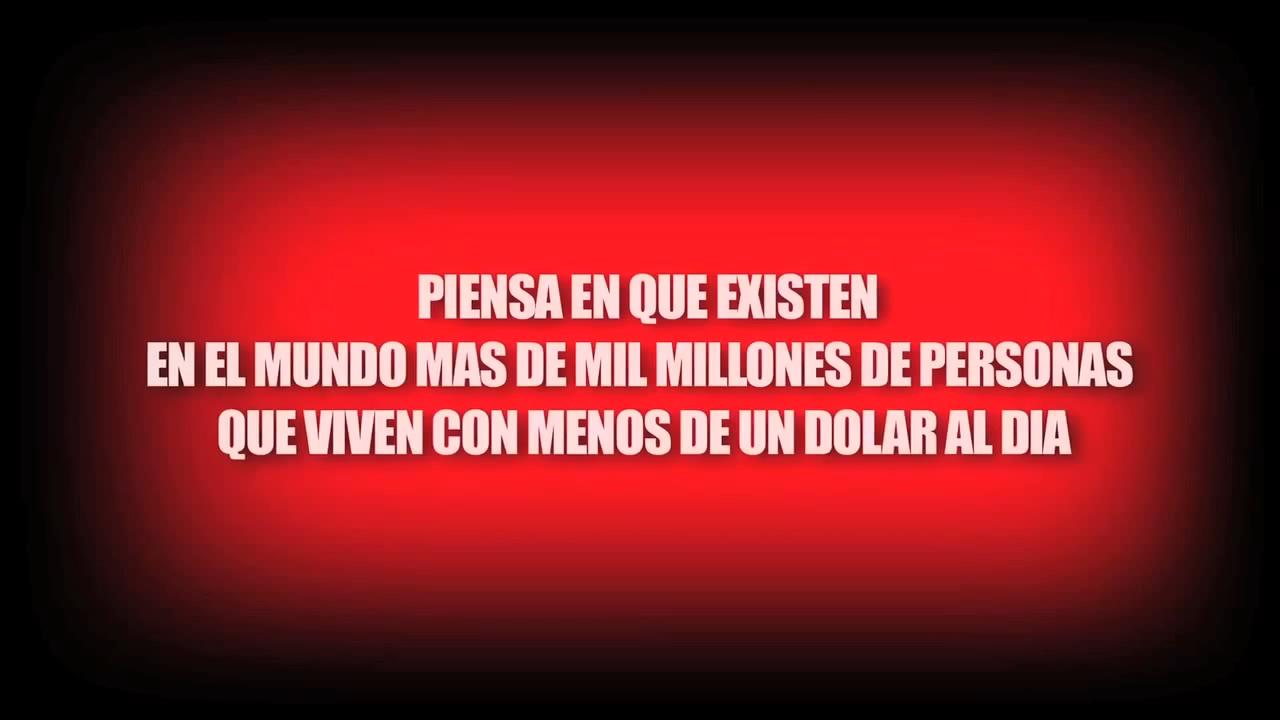 PIENSA EN QUE EXISTEN
EN EL MUNDO MAS DE MIL MILLONES DE PERSONAS
QUE VIVEN CON MENOS DE UN DOLAR AL DIA